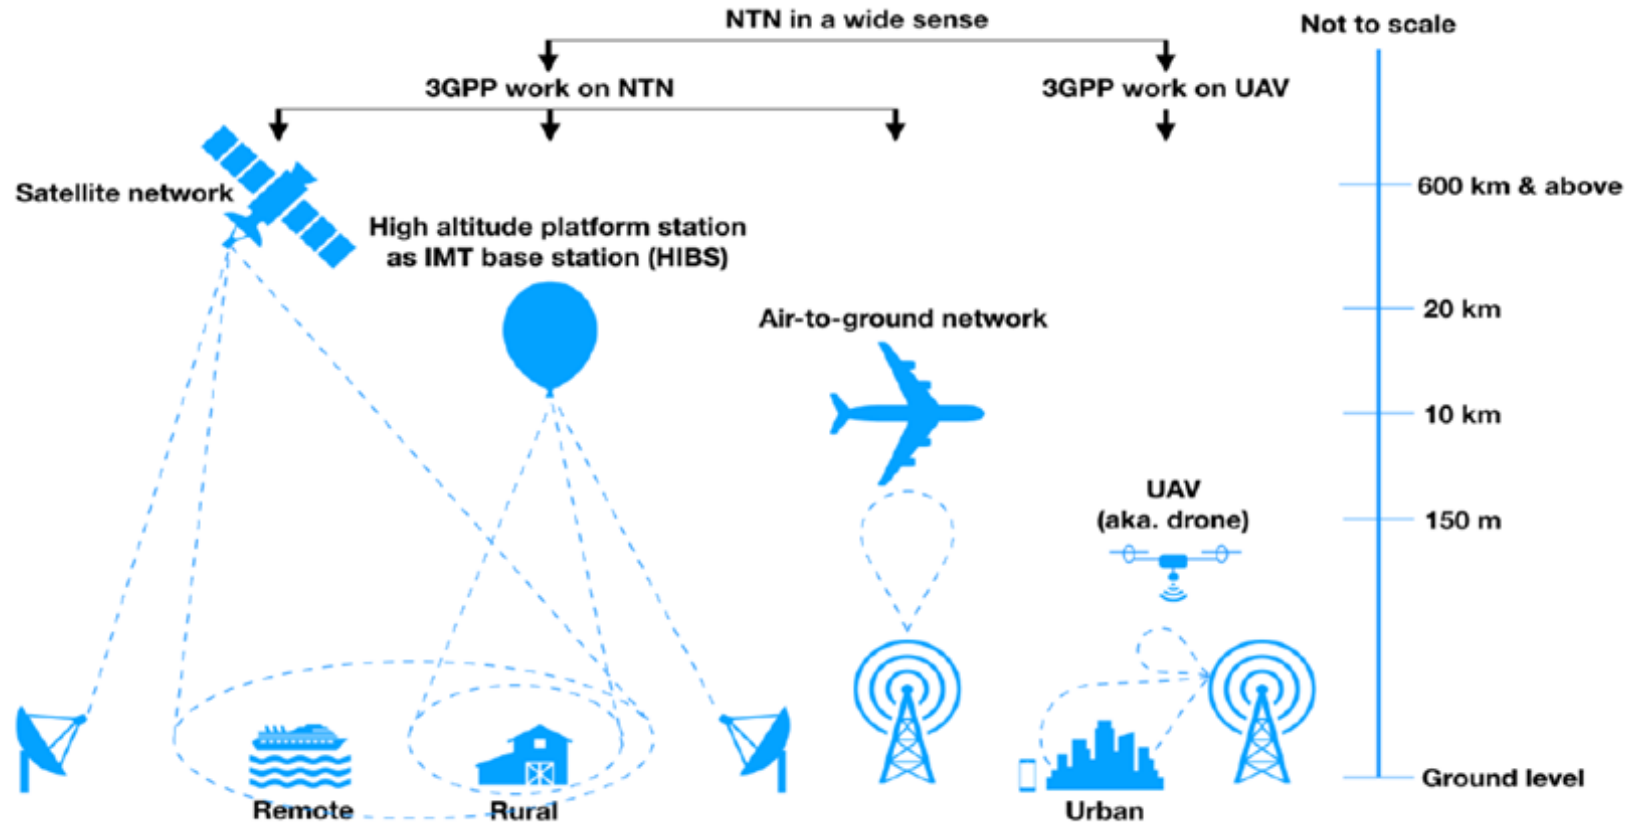 NTN in a wide sense
Not to scale
3GPP work on NTN
3GPP work on UAV
Satellite network
600 km & above
High altitude platform station
as IMT base station (HIBS)
20 km
Air-to-ground network
10 km
UAV
(aka. drone)
150 m
Ground level
Remote
Rural
Urban